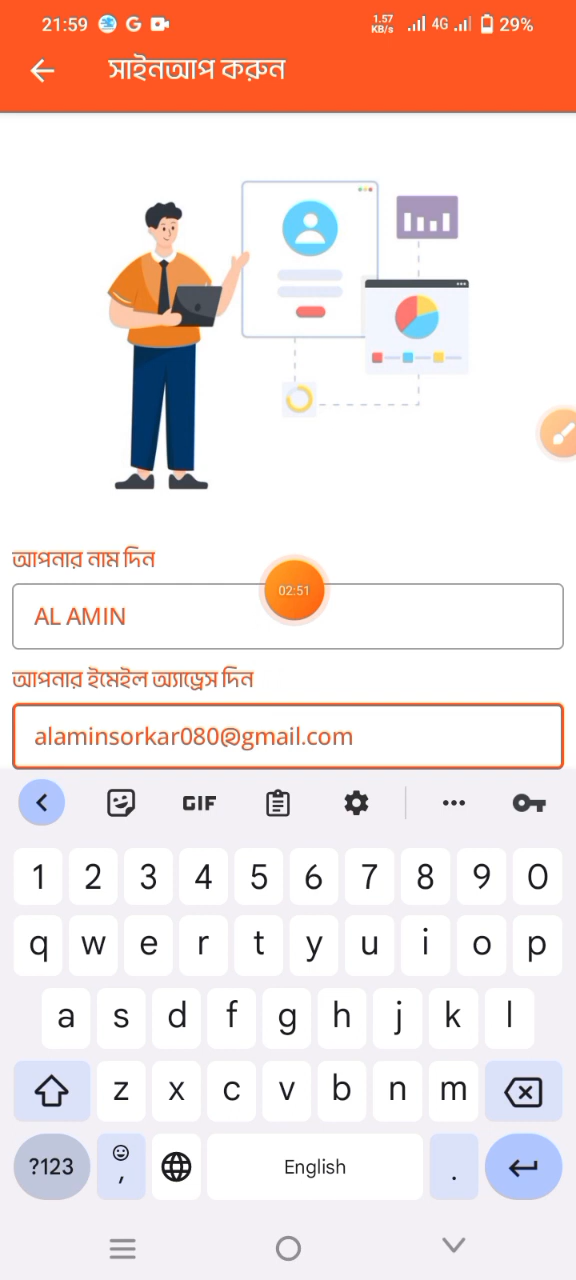 21:59 G 1.57 KB/s 4G 29%
সাইনআপ করুন
আপনার নাম দিন
02:51
AL AMIN
আপনার ইমেইল অ্যাড্রেস দিন
alaminsorkar080@gmail.com
GIF
1 2 3 4 5 6 7 8 9 0
q w e r t y u i o p
a s d f g h j k l
z x c v b n m
?123 , English .